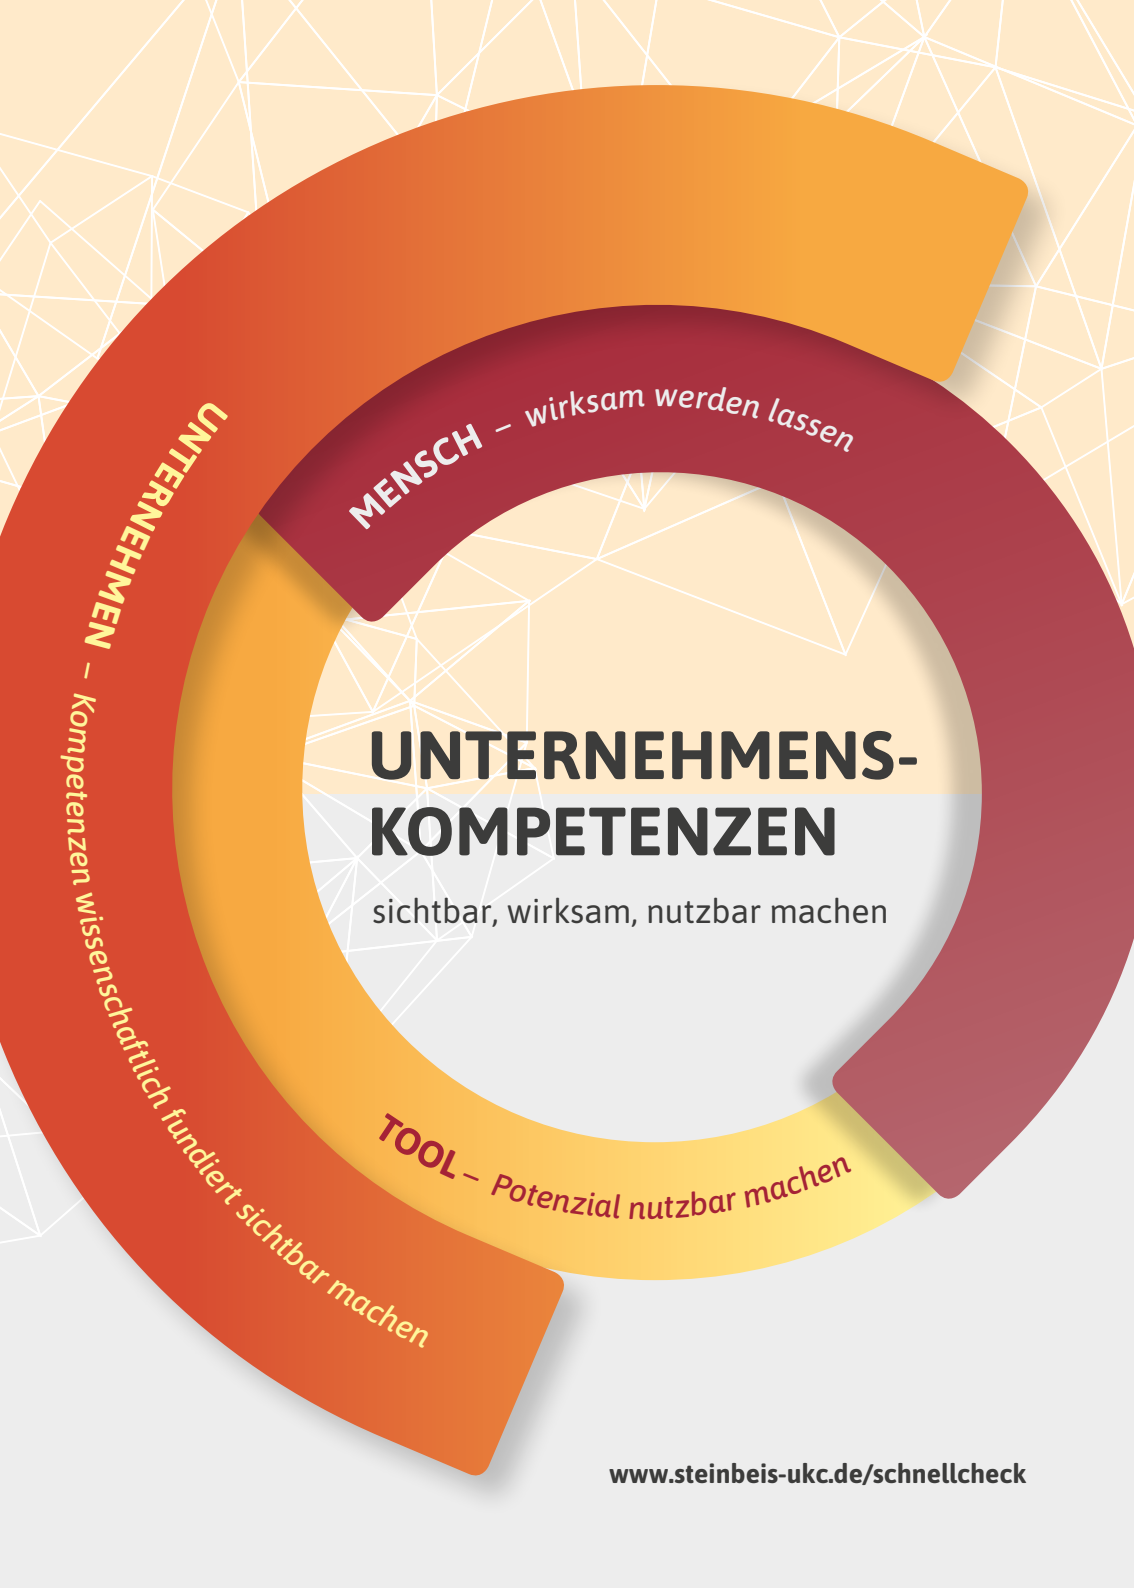 UNTERNEHMEN – Kompetenzen wissenschaftlich fundiert sichtbar machen
MENSCH – wirksam werden lassen
UNTERNEHMENS-
KOMPETENZEN
sichtbar, wirksam, nutzbar machen
TOOL – Potenzial nutzbar machen
www.steinbeis-ukc.de/schnellcheck